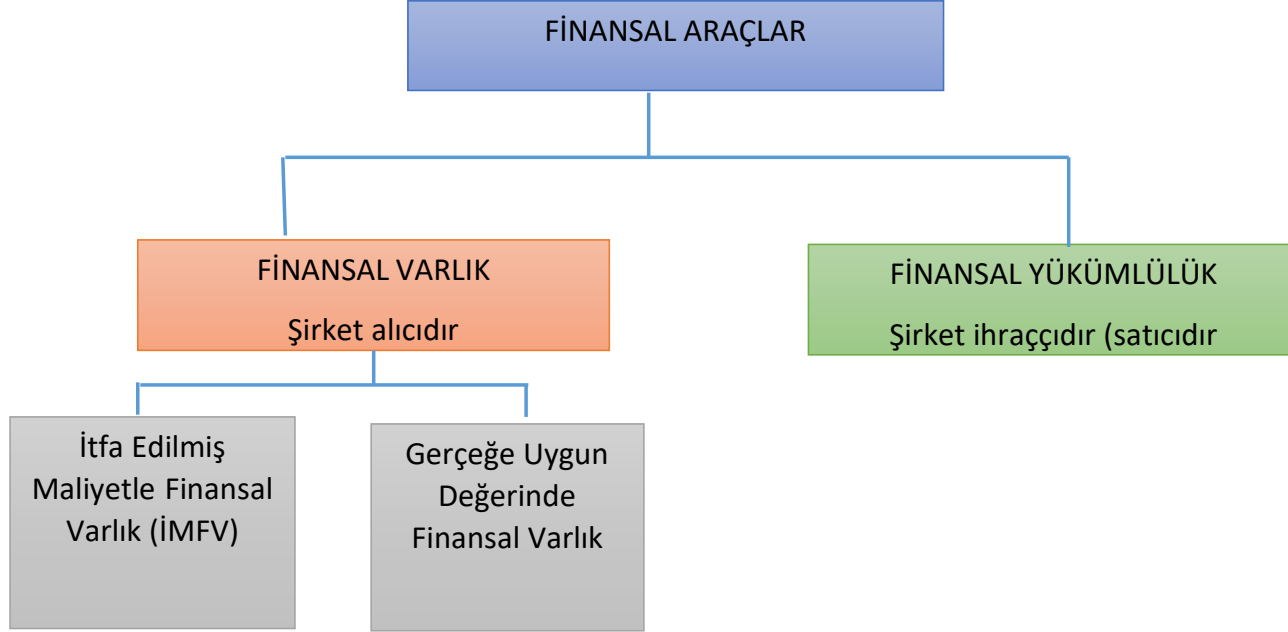 FİNANSAL ARAÇLAR
FİNANSAL VARLIK
Şirket alıcıdır
FİNANSAL YÜKÜMLÜLÜK
Şirket ihraççıdır (satıcıdır
İtfa Edilmiş
Maliyetle Finansal
Varlık (İMFV)
Gerçeğe Uygun
Değerinde
Finansal Varlık